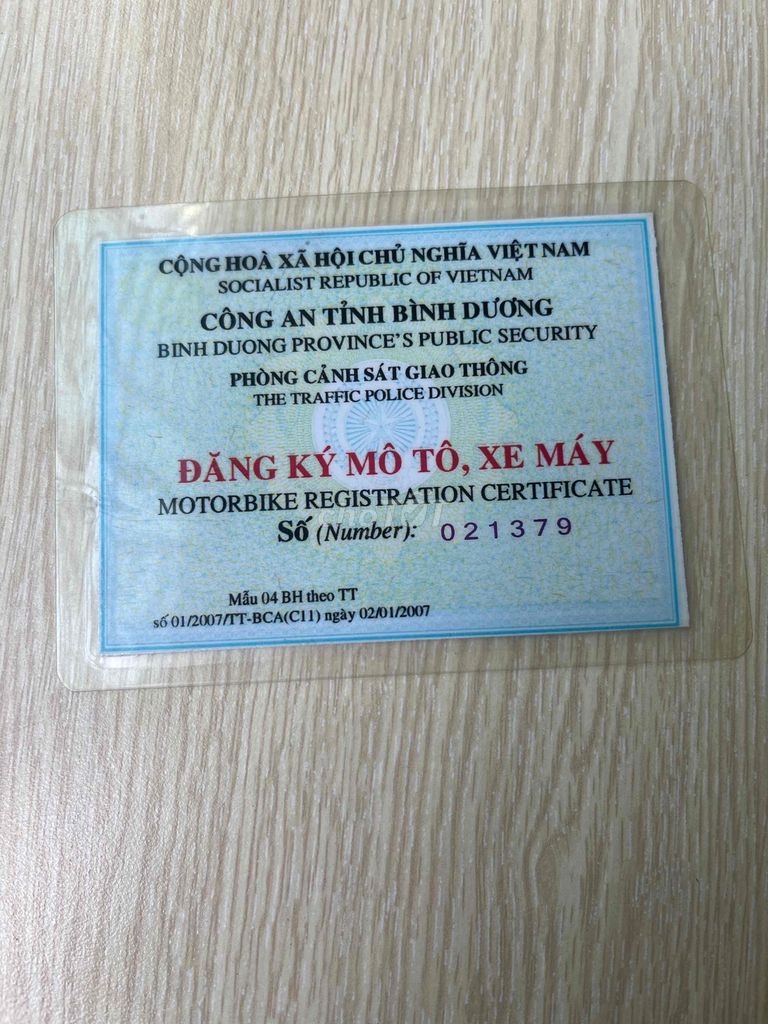 CỘNG HOÀ XÃ HỘI CHỦ NGHĨA VIỆT NAM
SOCIALIST REPUBLIC OF VIETNAM
CÔNG AN TỈNH BÌNH DƯƠNG
BINH DUONG PROVINCE'S PUBLIC SECURITY
PHÒNG CẢNH SÁT GIAO THÔNG
THE TRAFFIC POLICE DIVISION
ĐĂNG KÝ MÔ TÔ, XE MÁY
MOTORBIKE REGISTRATION CERTIFICATE
Số (Number): 021379
Mẫu 04 BH theo TT
số 01/2007/TT-BCA(C11) ngày 02/01/2007